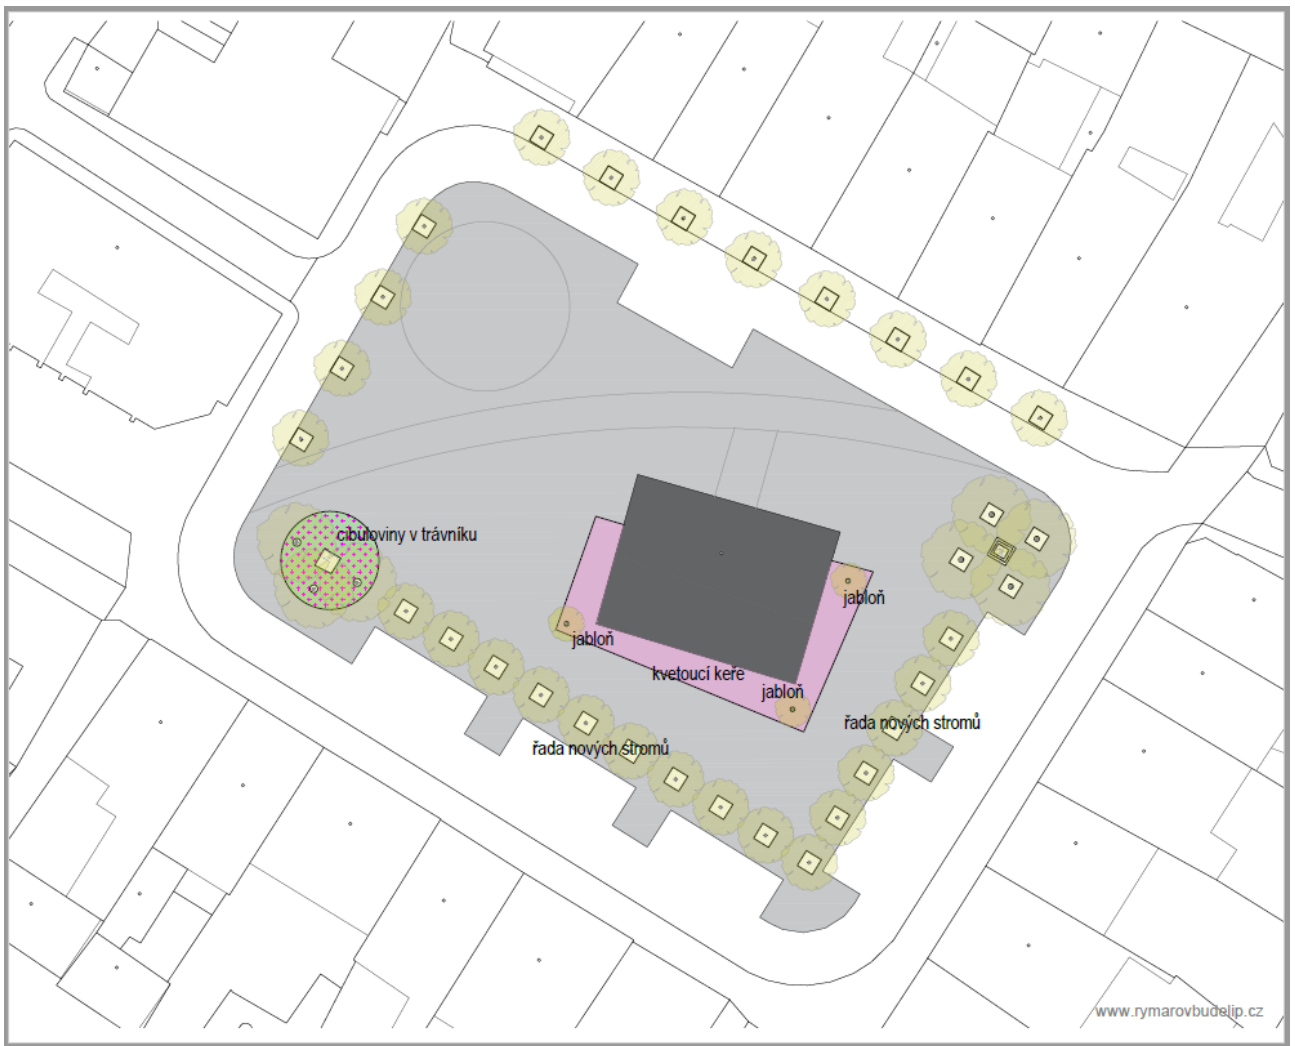 cibuloviny v trávníku
jabloň
jabloň
kvetoucí keře
jabloň
řada nových stromů
řada nových stromů
www.rymarovbudelip.cz